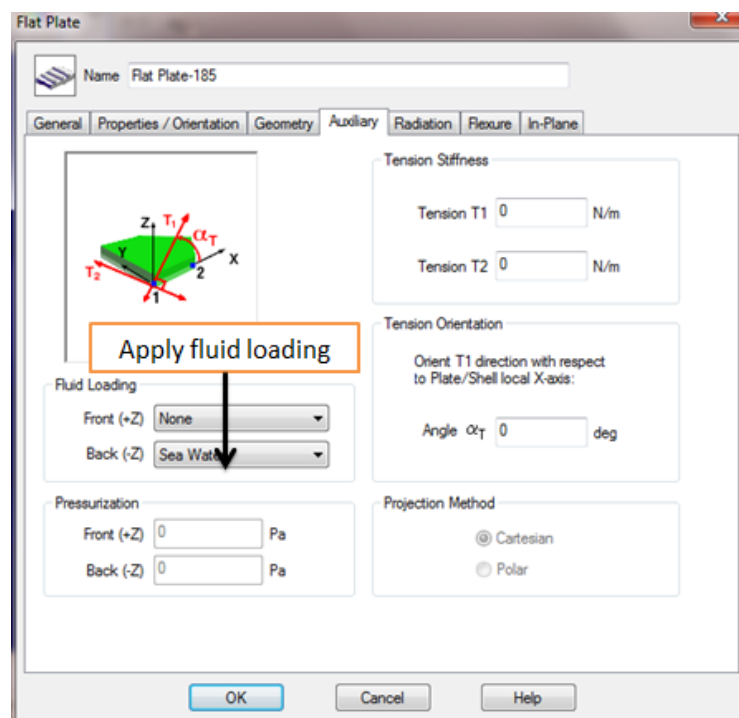 Flat Plate
X
Name Flat Plate-185
General Properties / Orientation Geometry Auxiliary Radiation Flexure In-Plane
Z T1 αT
Y X
T2 2
1
Apply fluid loading
Fluid Loading
Front (+Z) None
Back (-Z) Sea Wate
Pressurization
Front (+Z) 0 Pa
Back (-Z) 0 Pa
Tension Stiffness
Tension T1 0 N/m
Tension T2 0 N/m
Tension Orientation
Orient T1 direction with respect
to Plate/Shell local X-axis:
Angle αT 0 deg
Projection Method
Cartesian
Polar
OK Cancel Help